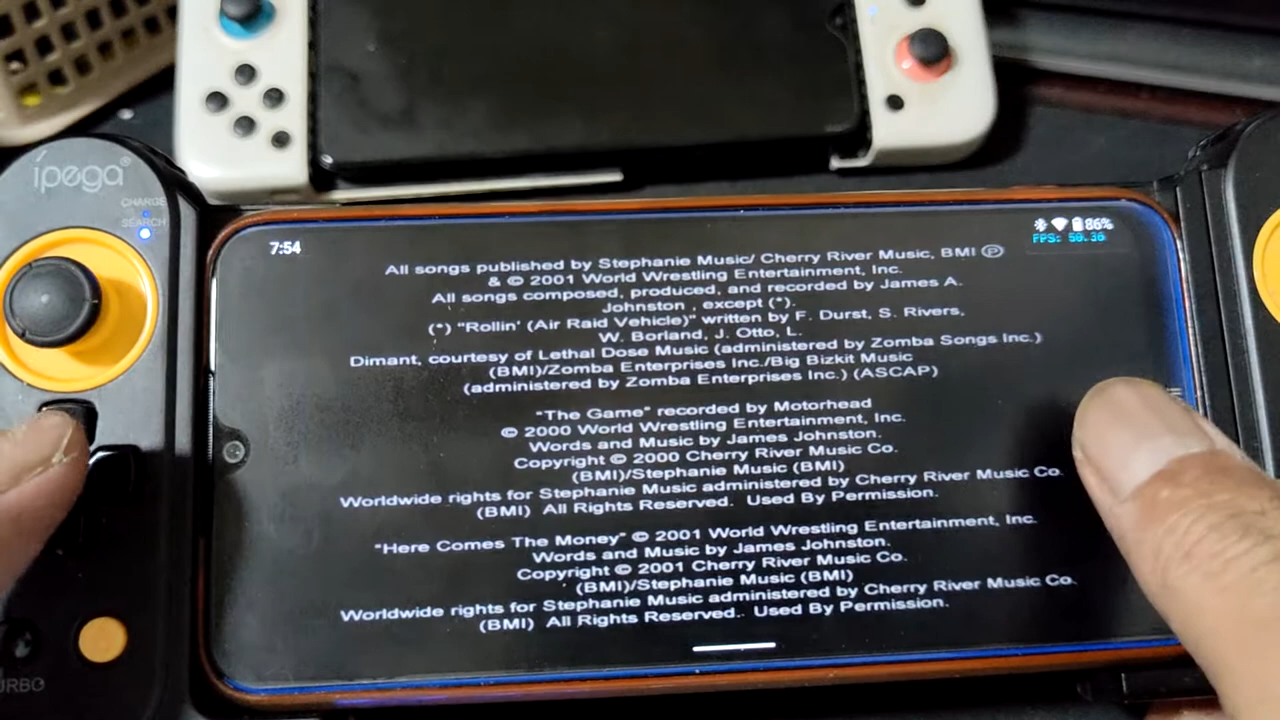 ipega®
CHARGE
SEARCH
7:54
86%
FPS: 50.36
All songs published by Stephanie Music/ Cherry River Music, BMI ℗
& © 2001 World Wrestling Entertainment, Inc.
All songs composed, produced, and recorded by James A.
Johnston , except (*).
(*) "Rollin' (Air Raid Vehicle)" written by F. Durst, S. Rivers,
W. Borland, J. Otto, L.
Dimant, courtesy of Lethal Dose Music (administered by Zomba Songs Inc.)
(BMI)/Zomba Enterprises Inc./Big Bizkit Music
(administered by Zomba Enterprises Inc.) (ASCAP)
"The Game" recorded by Motorhead
© 2000 World Wrestling Entertainment, Inc.
Words and Music by James Johnston.
Copyright © 2000 Cherry River Music Co.
(BMI)/Stephanie Music (BMI)
Worldwide rights for Stephanie Music administered by Cherry River Music Co.
(BMI) All Rights Reserved. Used By Permission.
"Here Comes The Money" © 2001 World Wrestling Entertainment, Inc.
Words and Music by James Johnston.
Copyright © 2001 Cherry River Music Co.
(BMI)/Stephanie Music (BMI)
Worldwide rights for Stephanie Music administered by Cherry River Music Co.
(BMI) All Rights Reserved. Used By Permission.